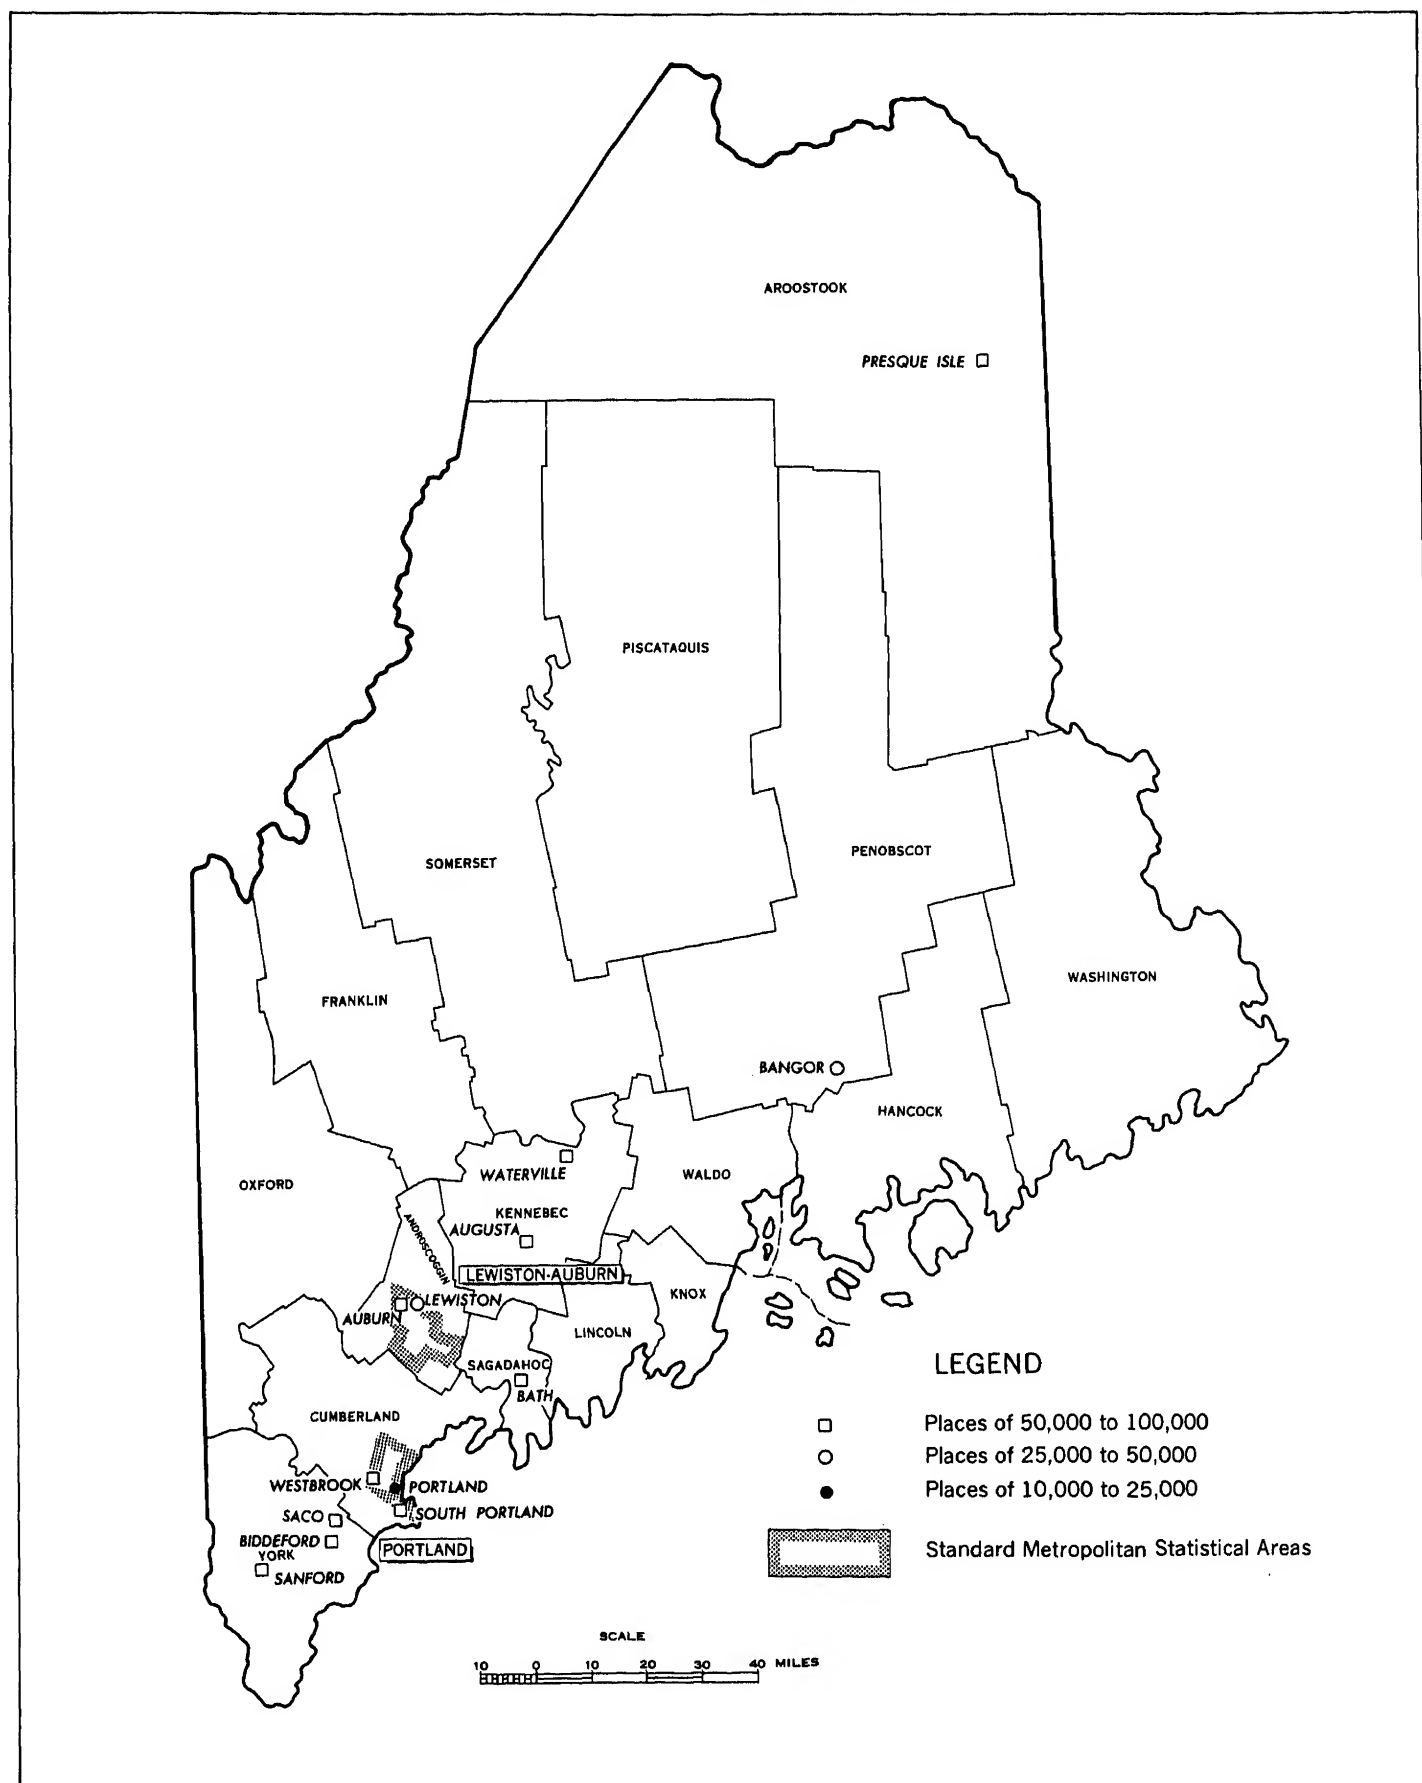 AROOSTOOK
PRESQUE ISLE
PISCATAQUIS
SOMERSET
PENOBSCOT
FRANKLIN
WASHINGTON
BANGOR
HANCOCK
WATERVILLE
WALDO
OXFORD
KENNEBEC
AUGUSTA
ANDROSCOGGIN
LEWISTON-AUBURN
KNOX
LEWISTON
AUBURN
LINCOLN
SAGADAHOC
BATH
CUMBERLAND
WESTBROOK
PORTLAND
SOUTH PORTLAND
SACO
BIDDEFORD
PORTLAND
YORK
SANFORD
LEGEND
Places of 50,000 to 100,000
Places of 25,000 to 50,000
Places of 10,000 to 25,000
Standard Metropolitan Statistical Areas
SCALE
10 0 10 20 30 40 MILES